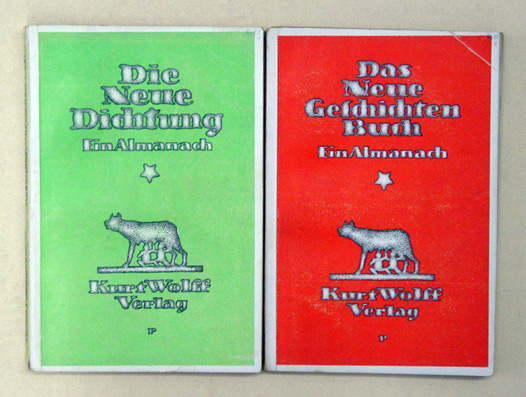 Die
Neue
Dichtung
Ein Almanach
Kurt Wolff
Verlag
P
Das
Neue
Geschichten
Buch
Ein Almanach
Kurt Wolff
Verlag
P